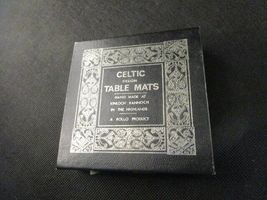 CELTIC
DESIGN
TABLE MATS
HAND MADE AT
KINLOCH RANNOCH
IN THE HIGHLANDS
A ROLLO PRODUCT